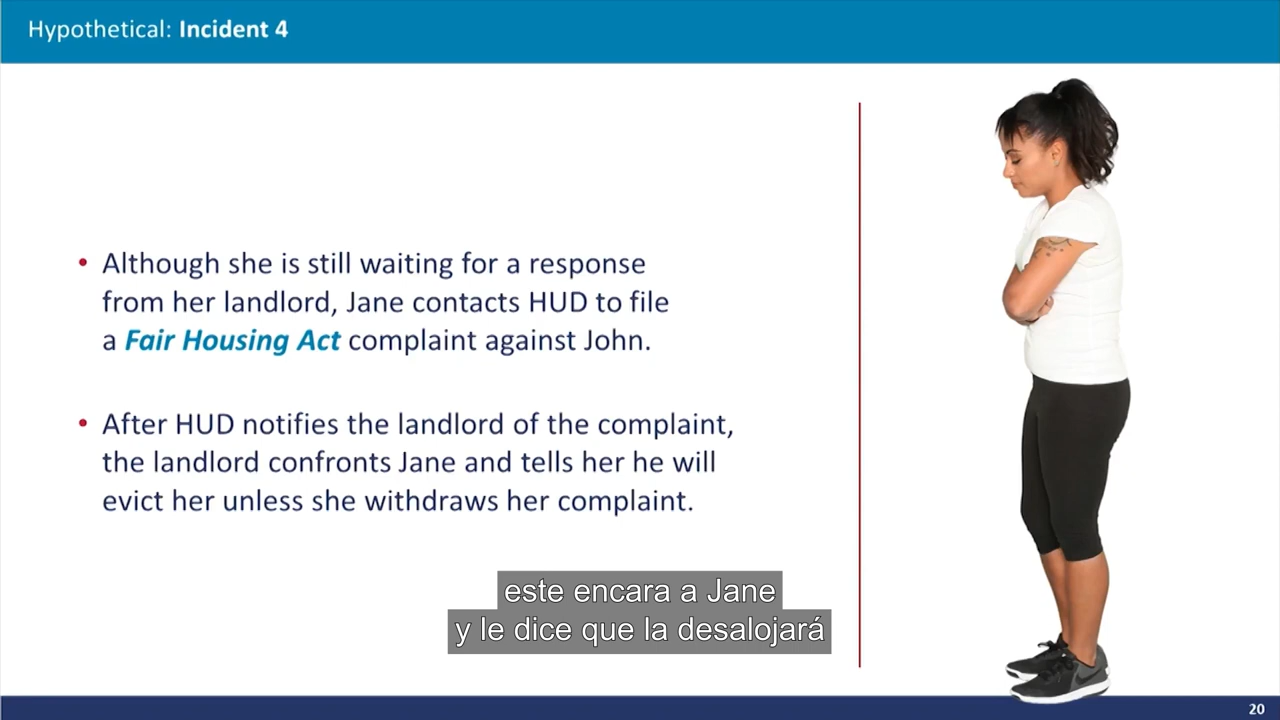 Hypothetical: Incident 4
• Although she is still waiting for a response
from her landlord, Jane contacts HUD to file
a Fair Housing Act complaint against John.
• After HUD notifies the landlord of the complaint,
the landlord confronts Jane and tells her he will
evict her unless she withdraws her complaint.
este encara a Jane
y le dice que la desalojará
20